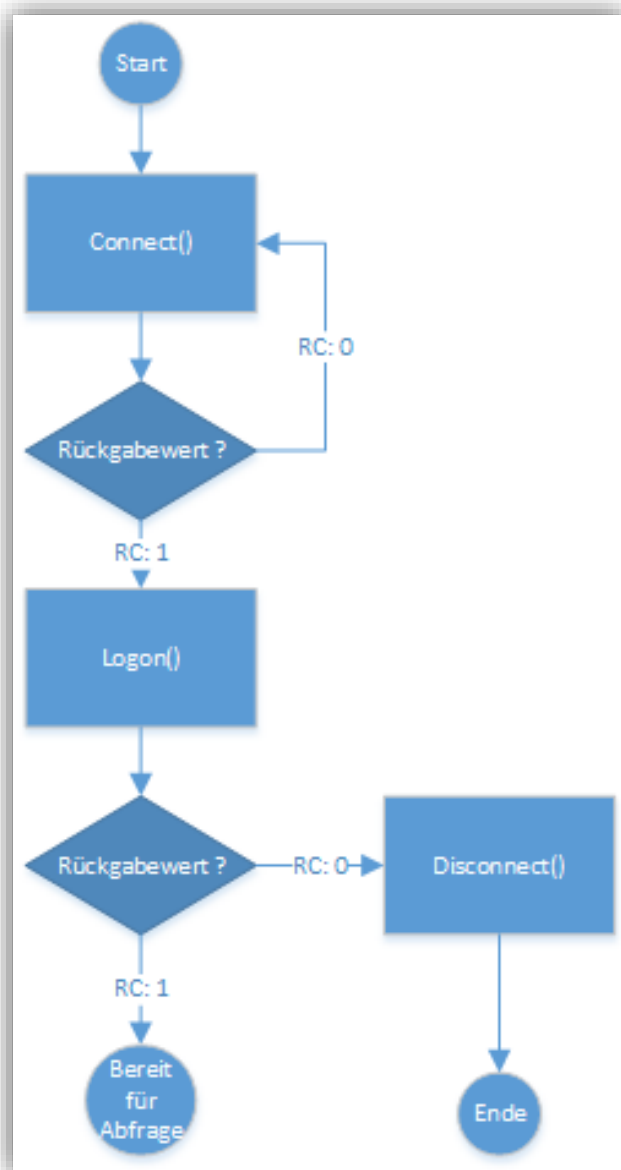 Start
Connect()
RC: 0
Rückgabewert ?
RC: 1
Logon()
Rückgabewert ?
RC: 0
Disconnect()
RC: 1
Bereit
für
Abfrage
Ende